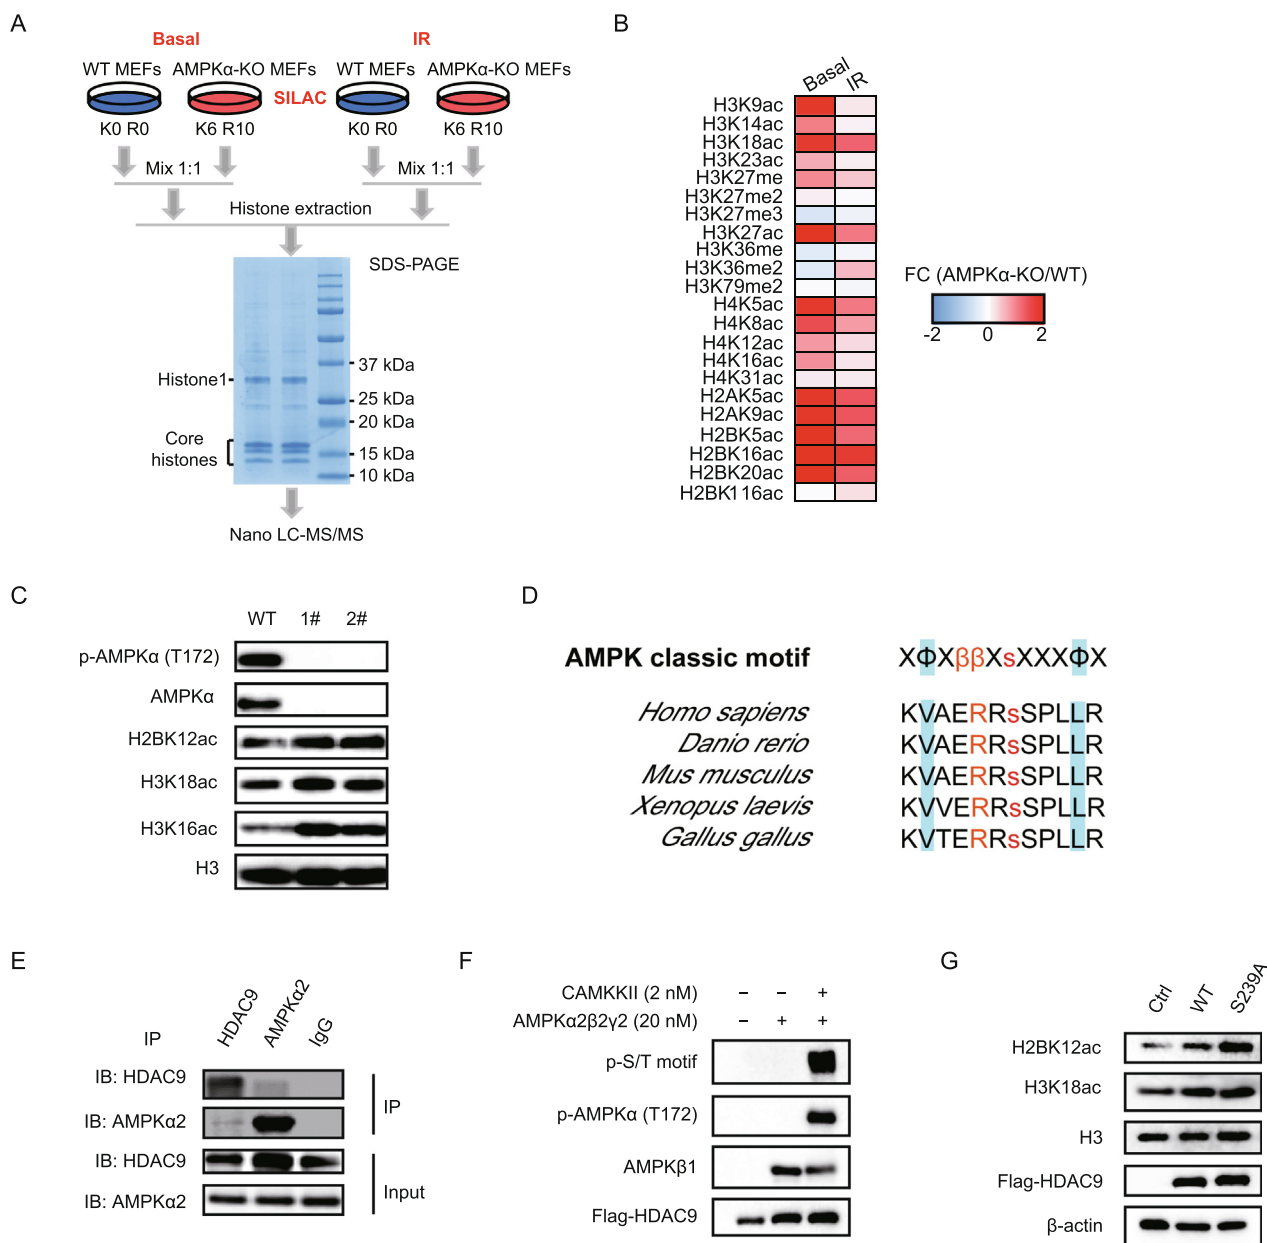 A
Basal
IR
WT MEFs AMPKα-KO MEFs
WT MEFs AMPKα-KO MEFs
SILAC
K0 R0
K6 R10
K0 R0
K6 R10
Mix 1:1
Mix 1:1
Histone extraction
SDS-PAGE
Histone1
Core
histones
37 kDa
25 kDa
20 kDa
15 kDa
10 kDa
Nano LC-MS/MS
B
Basal
IR
H3K9ac
H3K14ac
H3K18ac
H3K23ac
H3K27me
H3K27me2
H3K27me3
H3K27ac
H3K36me
H3K36me2
H3K79me2
H4K5ac
H4K8ac
H4K12ac
H4K16ac
H4K31ac
H2AK5ac
H2AK9ac
H2BK5ac
H2BK16ac
H2BK20ac
H2BK116ac
FC (AMPKα-KO/WT)
-2 0 2
C
WT 1# 2#
p-AMPKα (T172)
AMPKα
H2BK12ac
H3K18ac
H3K16ac
H3
D
AMPK classic motif XΦXββXsXXXΦX
Homo sapiens KVAERRsSPLLR
Danio rerio KVAERRsSPLLR
Mus musculus KVAERRsSPLLR
Xenopus laevis KVVERRsSPLLR
Gallus gallus KVTERRsSPLLR
E
IP
HDAC9
AMPKα2
IgG
IB: HDAC9
IB: AMPKα2
IP
IB: HDAC9
IB: AMPKα2
Input
F
CAMKKII (2 nM) – – +
AMPKα2β2γ2 (20 nM) – + +
p-S/T motif
p-AMPKα (T172)
AMPKβ1
Flag-HDAC9
G
Ctrl
WT
S239A
H2BK12ac
H3K18ac
H3
Flag-HDAC9
β-actin